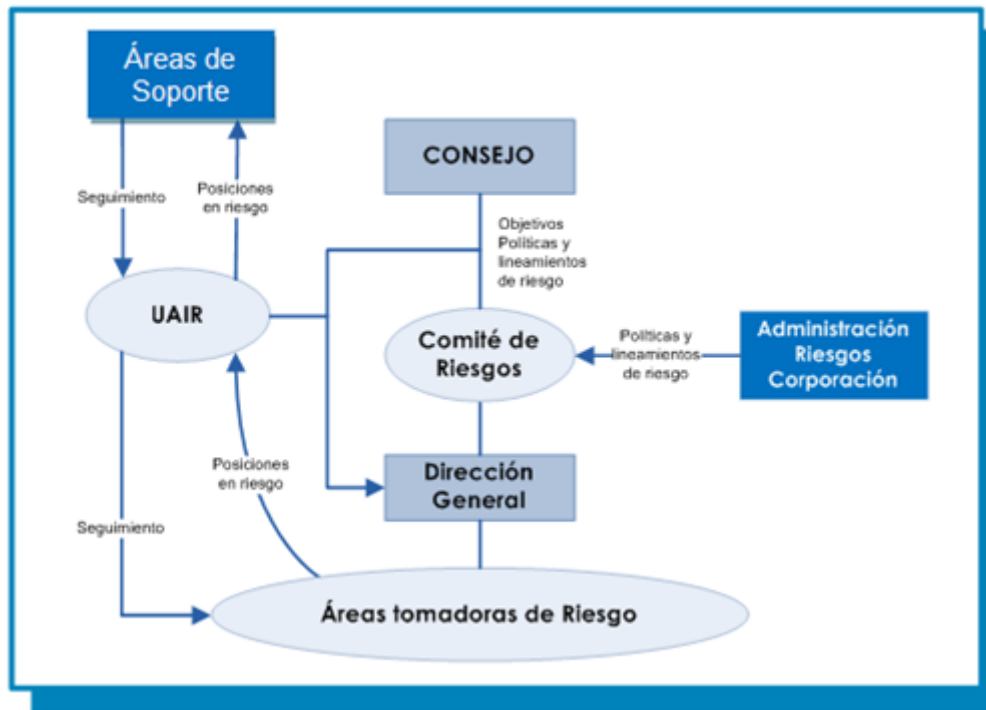 Áreas de
Soporte
CONSEJO
Seguimiento
Posiciones
en riesgo
Objetivos
Políticas y
lineamientos
de riesgo
UAIR
Comité de
Riesgos
Políticas y
lineamientos
de riesgo
Administración
Riesgos
Corporación
Posiciones
en riesgo
Dirección
General
Seguimiento
Áreas tomadoras de Riesgo